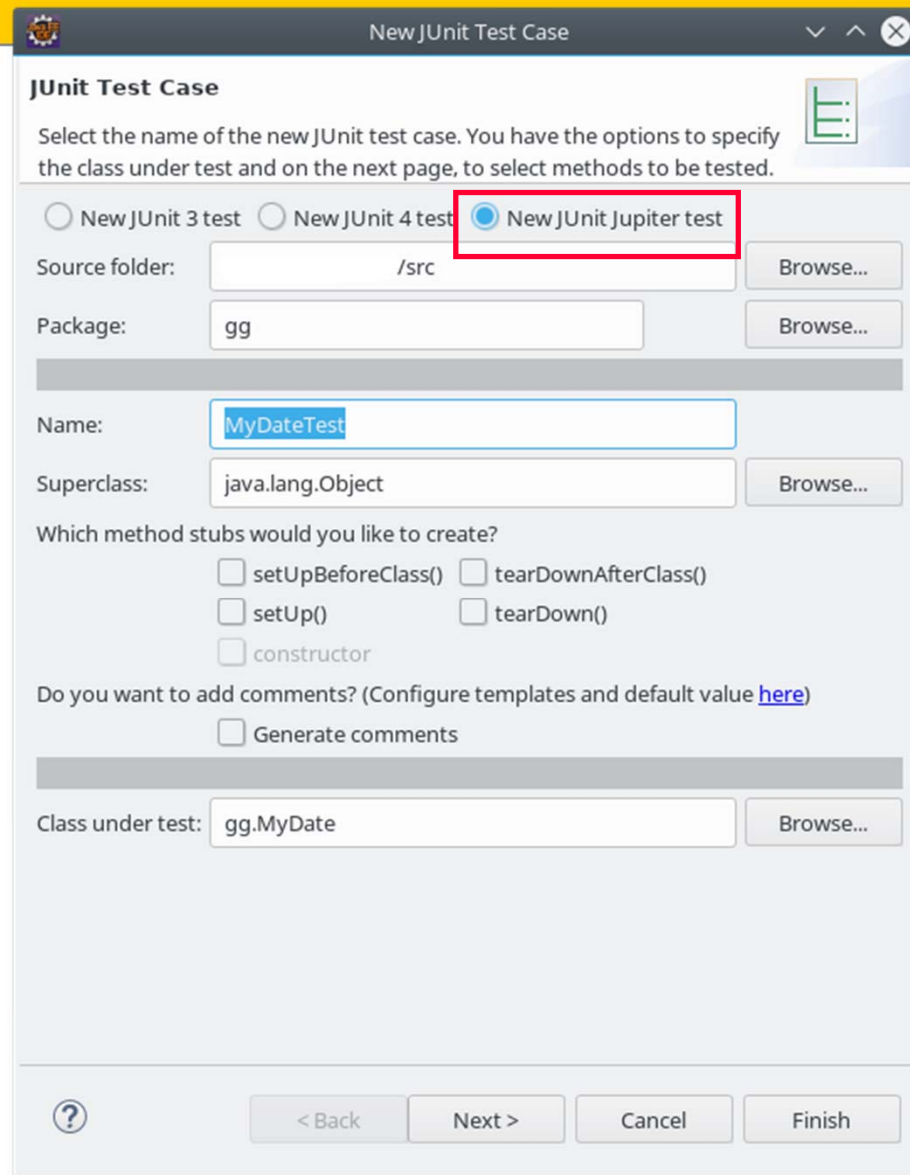 New JUnit Test Case
JUnit Test Case
Select the name of the new JUnit test case. You have the options to specify
the class under test and on the next page, to select methods to be tested.
New JUnit 3 test New JUnit 4 test New JUnit Jupiter test
Source folder: /src Browse...
Package: gg Browse...
Name: MyDateTest
Superclass: java.lang.Object Browse...
Which method stubs would you like to create?
setUpBeforeClass() tearDownAfterClass()
setUp() tearDown()
constructor
Do you want to add comments? (Configure templates and default value here)
Generate comments
Class under test: gg.MyDate Browse...
? < Back Next > Cancel Finish